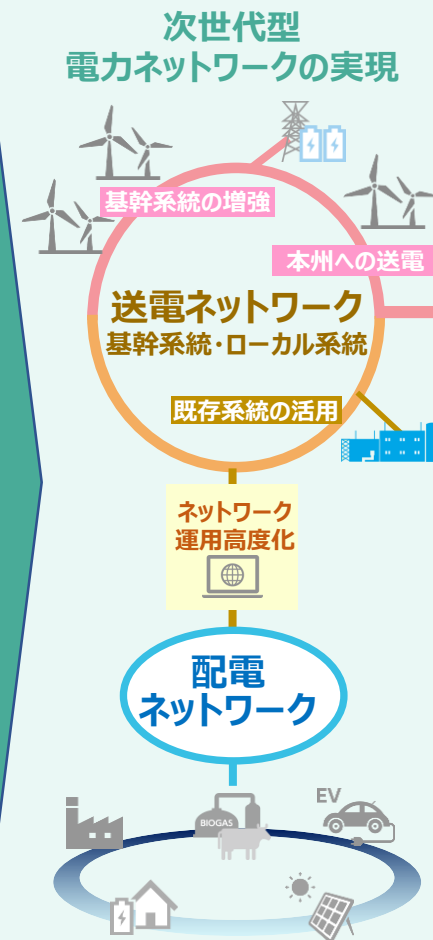 次世代型
電力ネットワークの実現
基幹系統の増強
本州への送電
送電ネットワーク
基幹系統・ローカル系統
既存系統の活用
ネットワーク
運用高度化
配電
ネットワーク
EV
BIOGAS